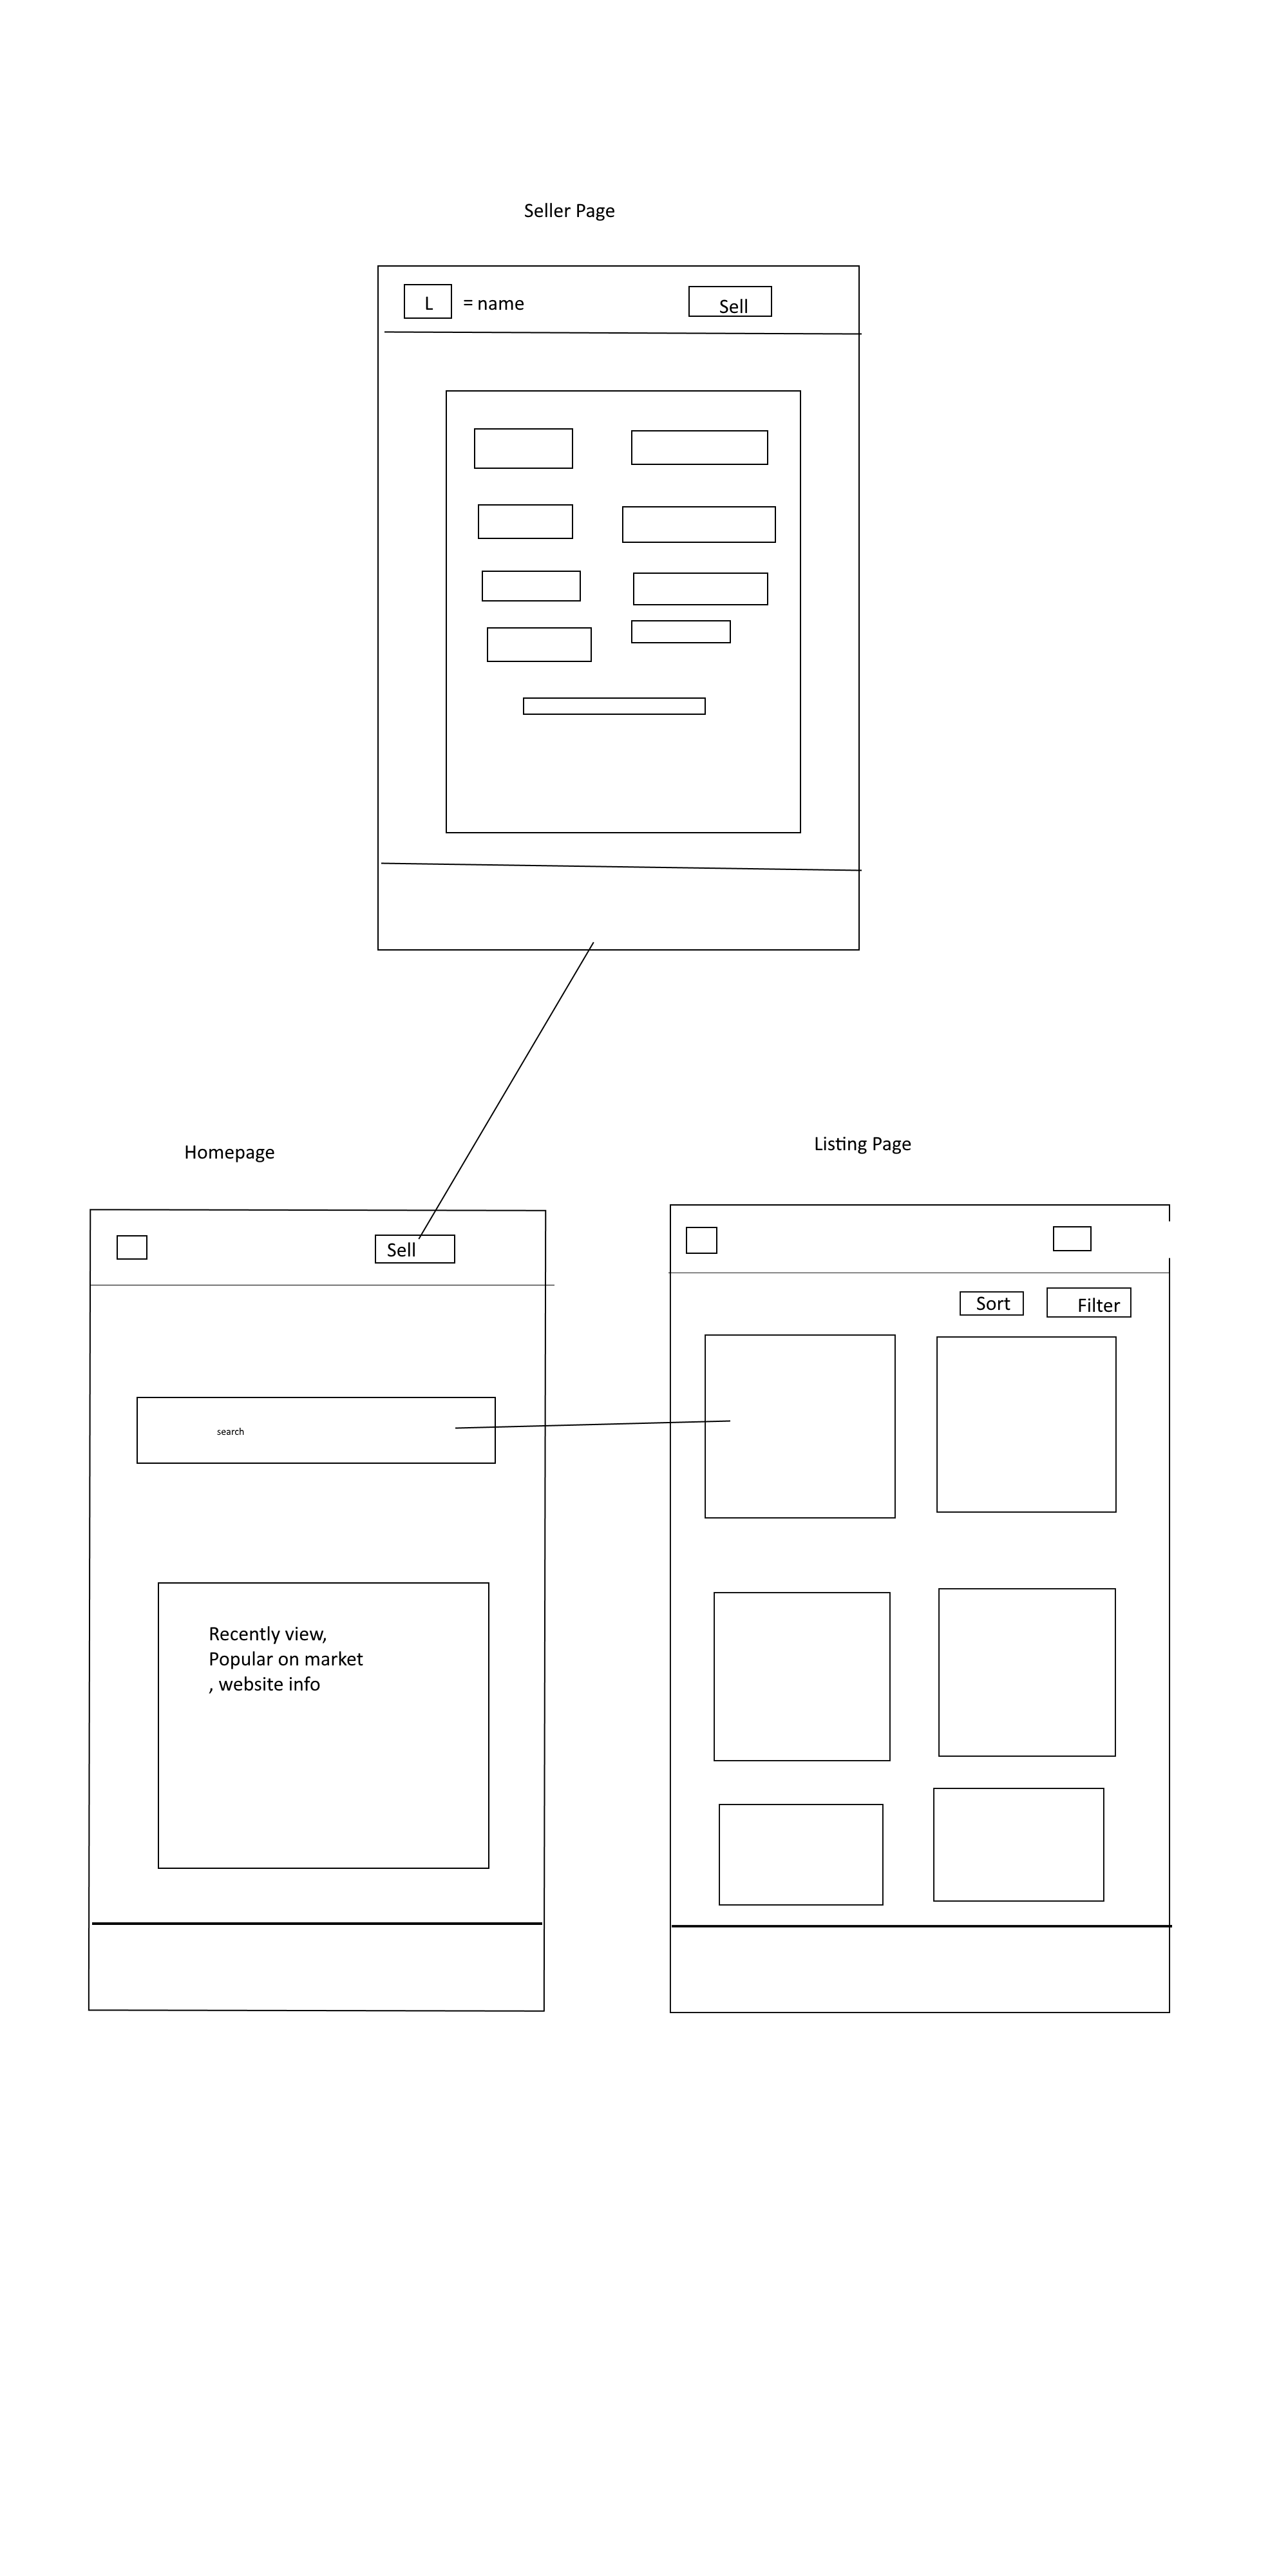 Seller Page
L
= name
Sell
Homepage
Listing Page
Sell
Sort
Filter
search
Recently view,
Popular on market
, website info